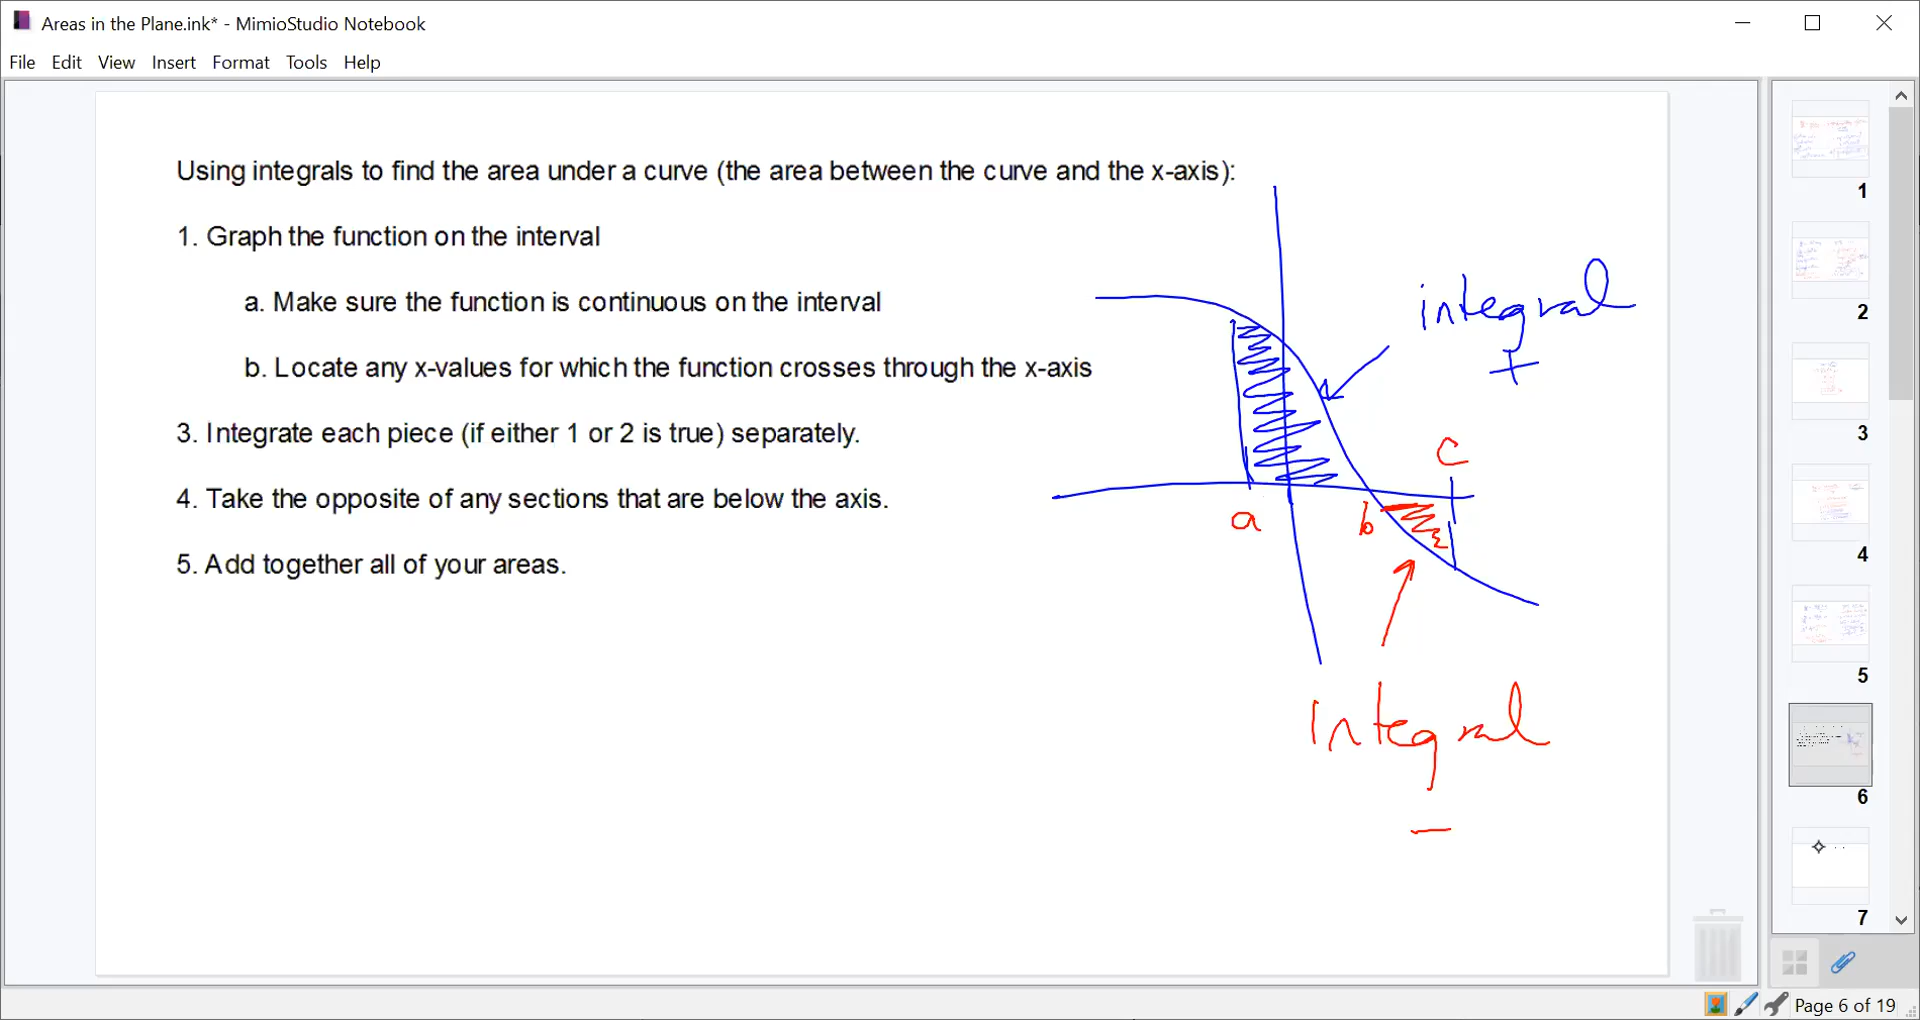 Areas in the Plane.ink* - MimioStudio Notebook
File Edit View Insert Format Tools Help
Using integrals to find the area under a curve (the area between the curve and the x-axis):
1. Graph the function on the interval
a. Make sure the function is continuous on the interval
b. Locate any x-values for which the function crosses through the x-axis
3. Integrate each piece (if either 1 or 2 is true) separately.
4. Take the opposite of any sections that are below the axis.
5. Add together all of your areas.
integral
+
c
a
b
integral
−
1
2
3
4
5
6
7
Page 6 of 19